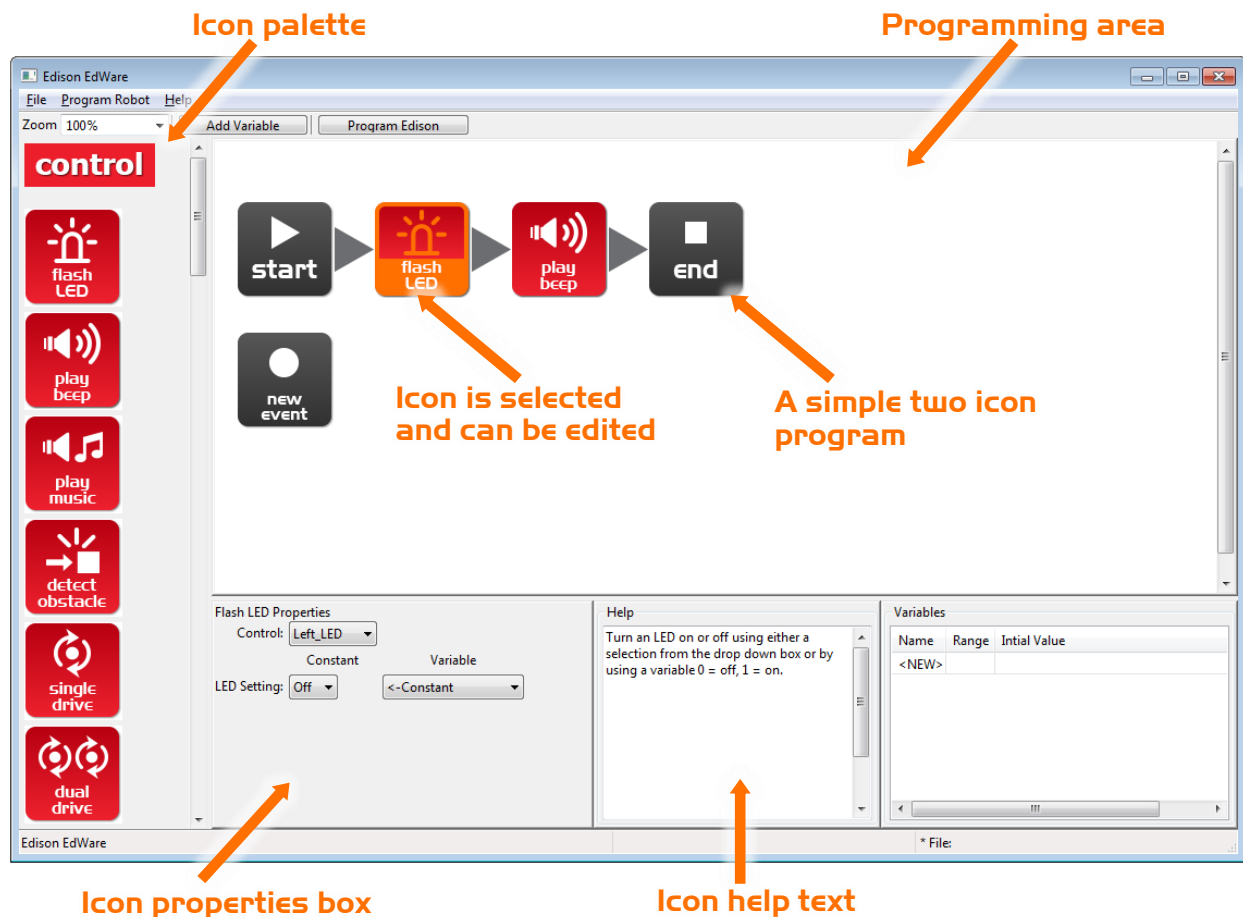 Icon palette
Programming area
Edison EdWare
File Program Robot Help
Zoom 100% Add Variable Program Edison
control
flash
LED
play
beep
play
music
detect
obstacle
single
drive
dual
drive
start
flash
LED
play
beep
end
new
event
Icon is selected
and can be edited
A simple two icon
program
Flash LED Properties
Control: Left_LED
Constant Variable
LED Setting: Off <-Constant
Help
Turn an LED on or off using either a
selection from the drop down box or by
using a variable 0 = off, 1 = on.
Variables
Name Range Intial Value
<NEW>
Edison EdWare
* File:
Icon properties box
Icon help text